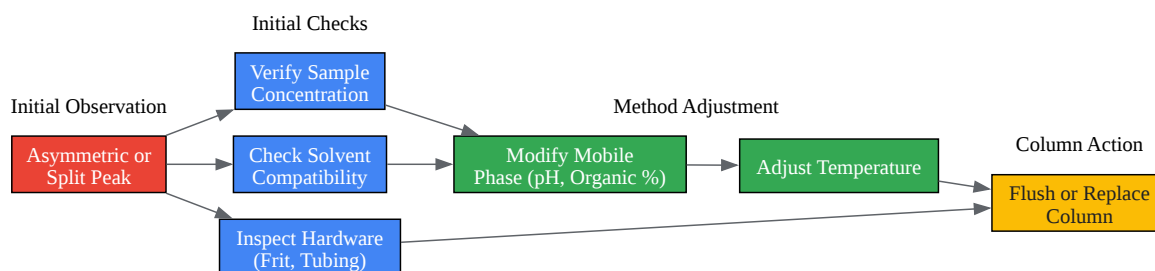 Initial Checks
Verify Sample
Concentration
Initial Observation
Method Adjustment
Asymmetric or
Split Peak
Check Solvent
Compatibility
Modify Mobile
Phase (pH, Organic %)
Adjust Temperature
Column Action
Flush or Replace
Column
Inspect Hardware
(Frit, Tubing)